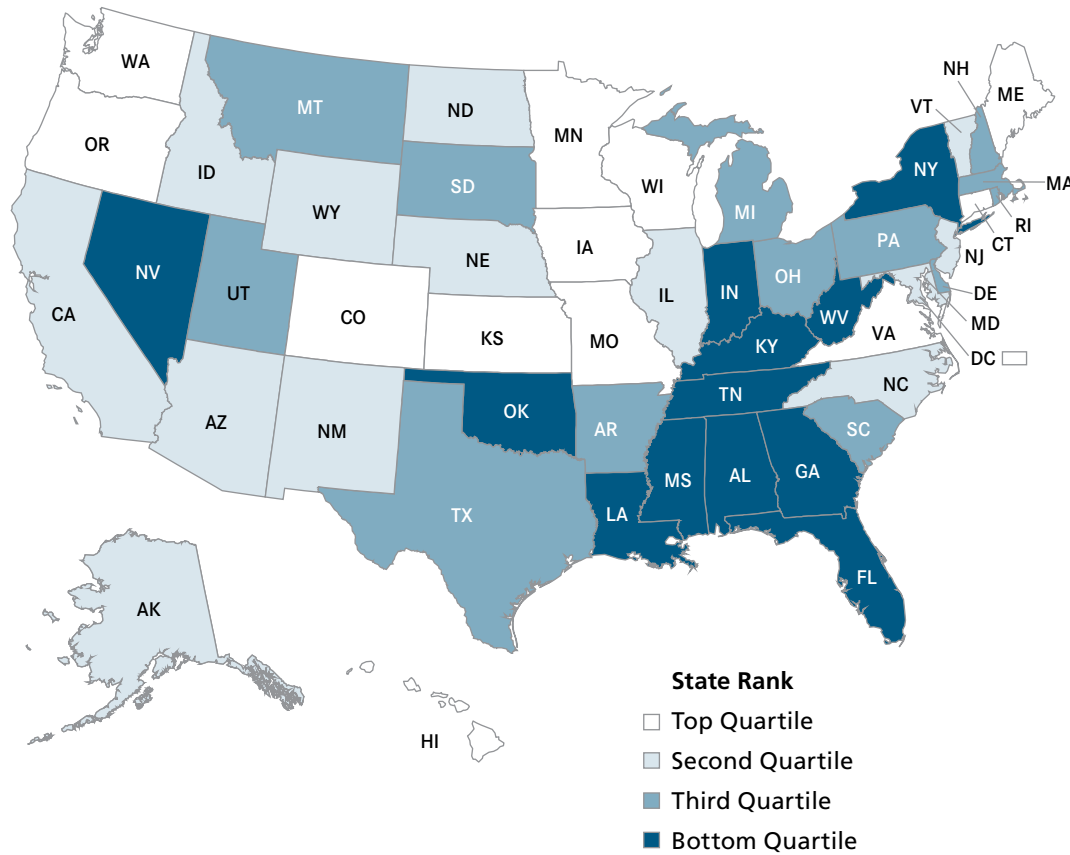 WA
MT
ND
MN
NH
VT
ME
OR
ID
SD
WI
NY
MA
WY
MI
RI
CT
NV
NE
IA
PA
NJ
CA
UT
CO
IL
IN
OH
DE
MD
KS
MO
WV
VA
DC
KY
AZ
NM
OK
AR
TN
NC
SC
TX
MS
AL
GA
LA
FL
AK
HI
State Rank
Top Quartile
Second Quartile
Third Quartile
Bottom Quartile